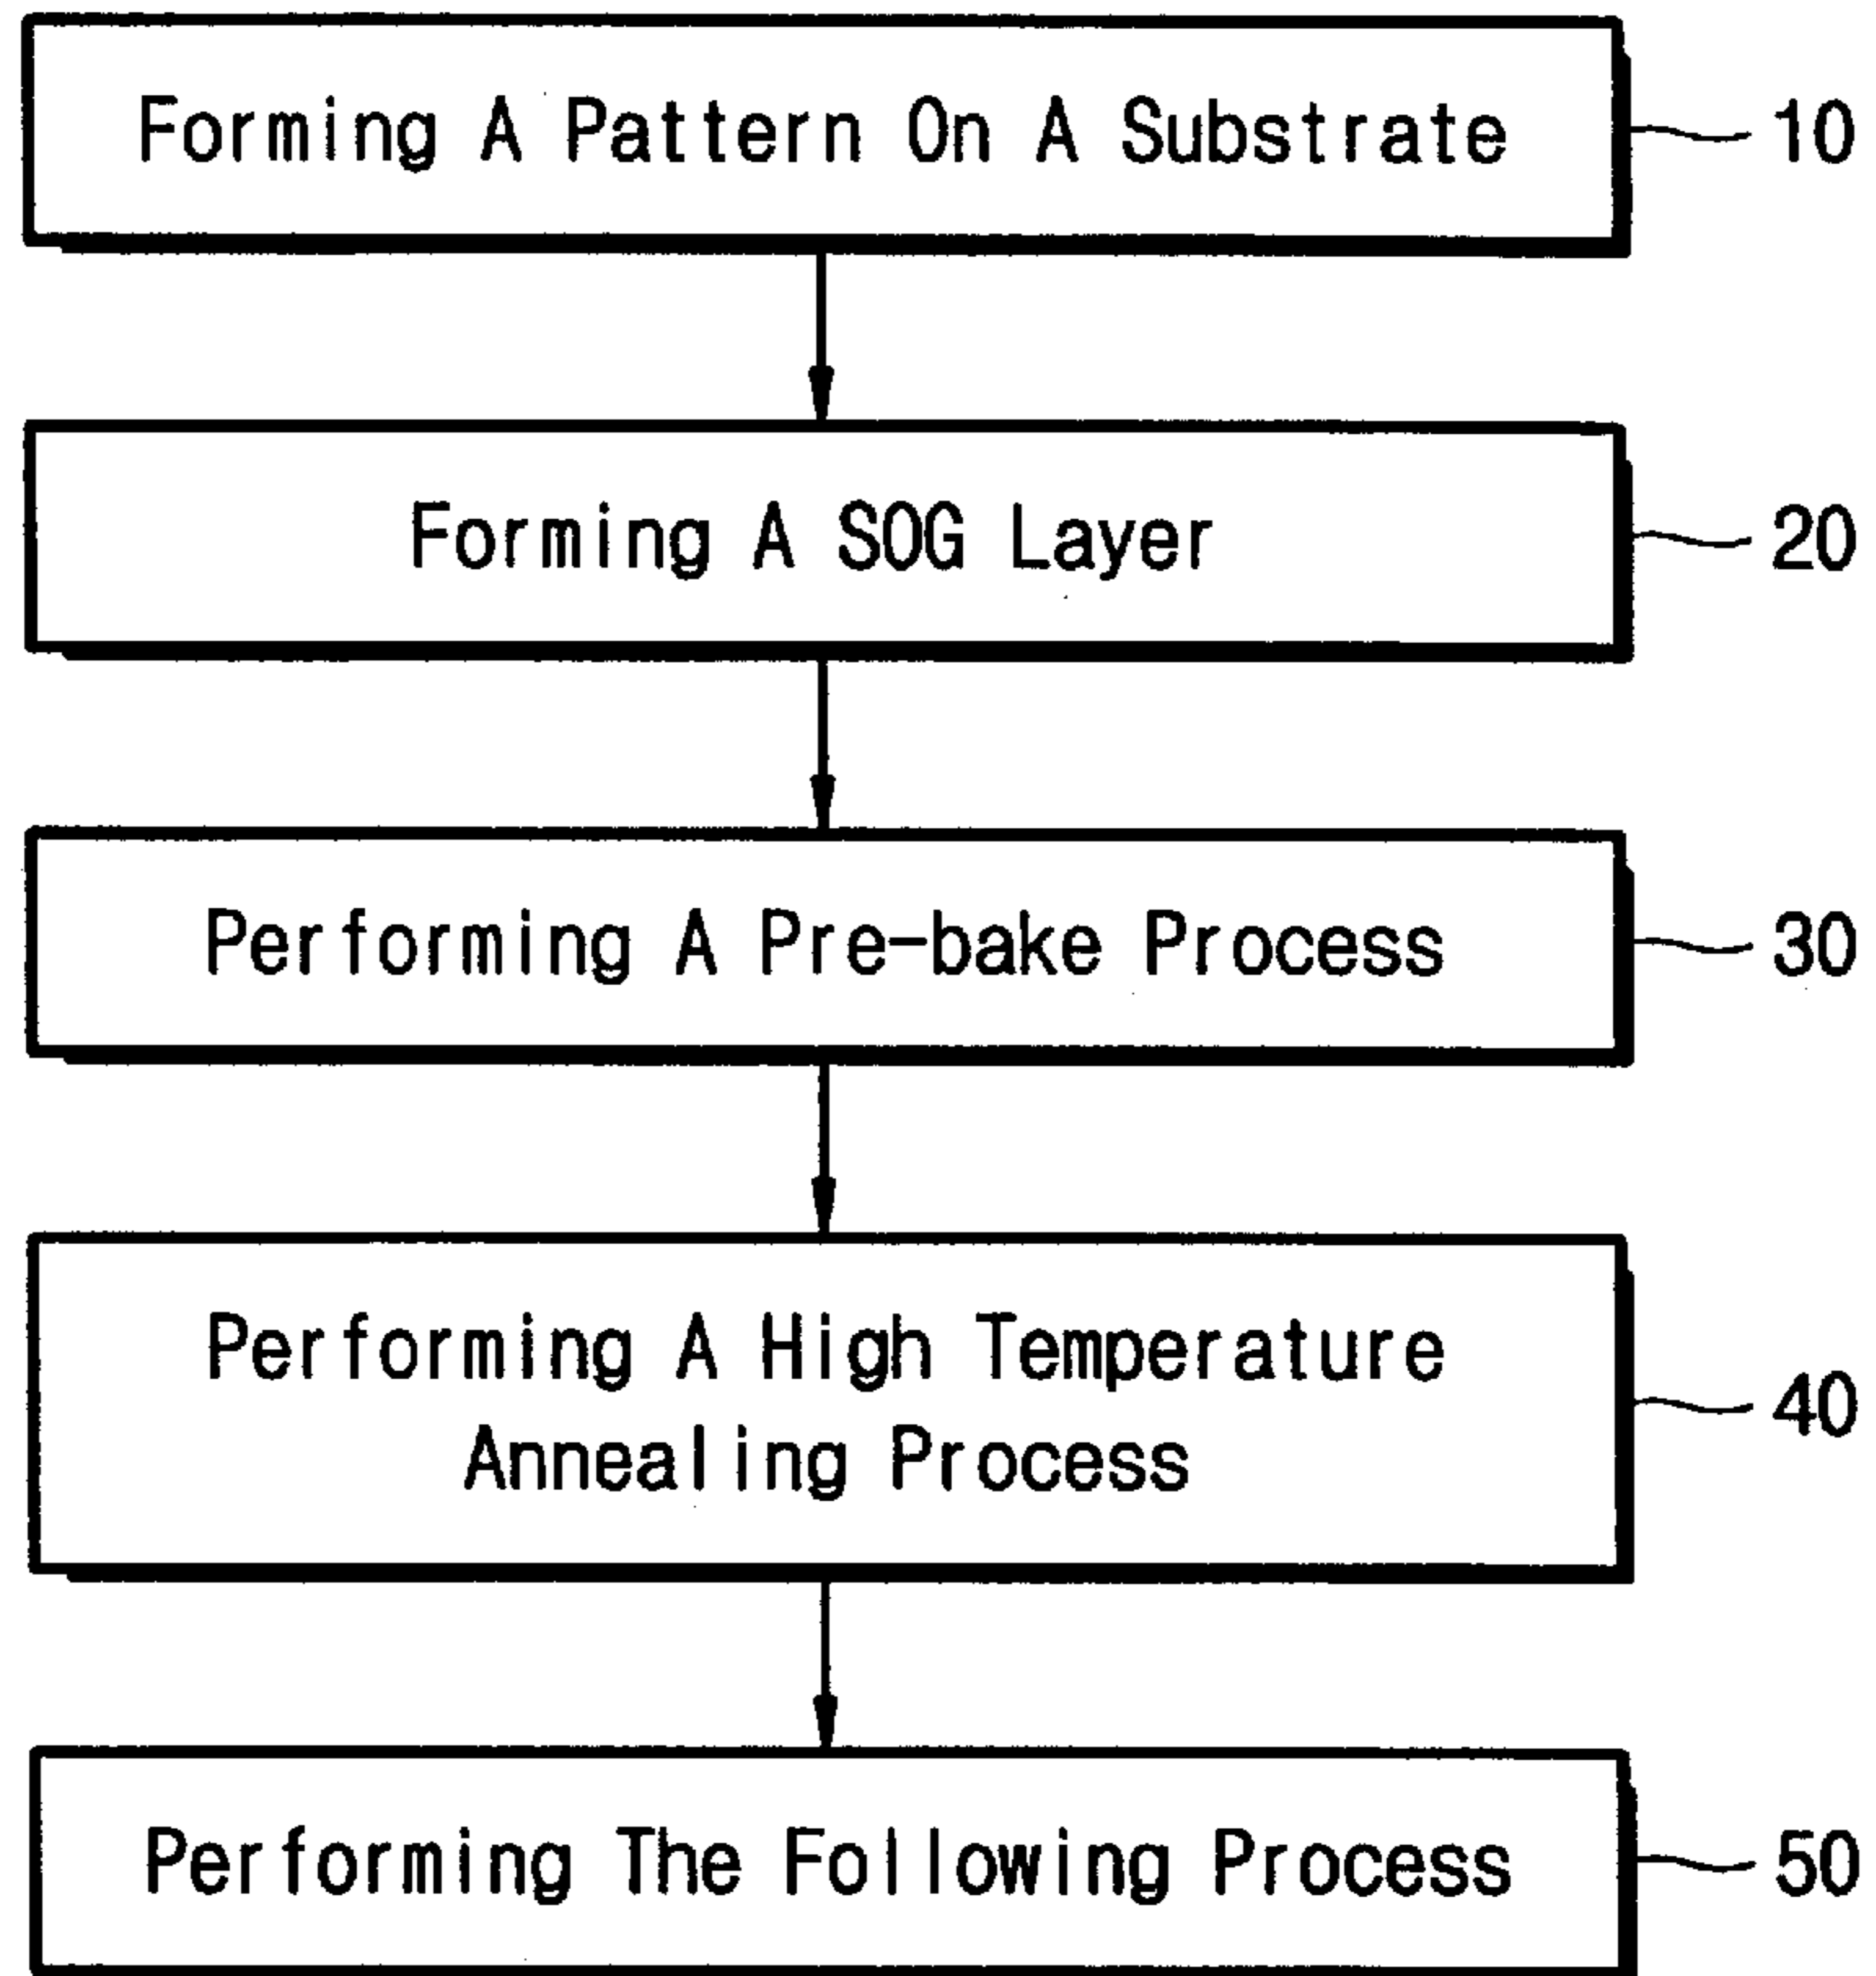 Forming A Pattern On A Substrate 10
Forming A SOG Layer 20
Performing A Pre-bake Process 30
Performing A High Temperature
Annealing Process 40
Performing The Following Process 50